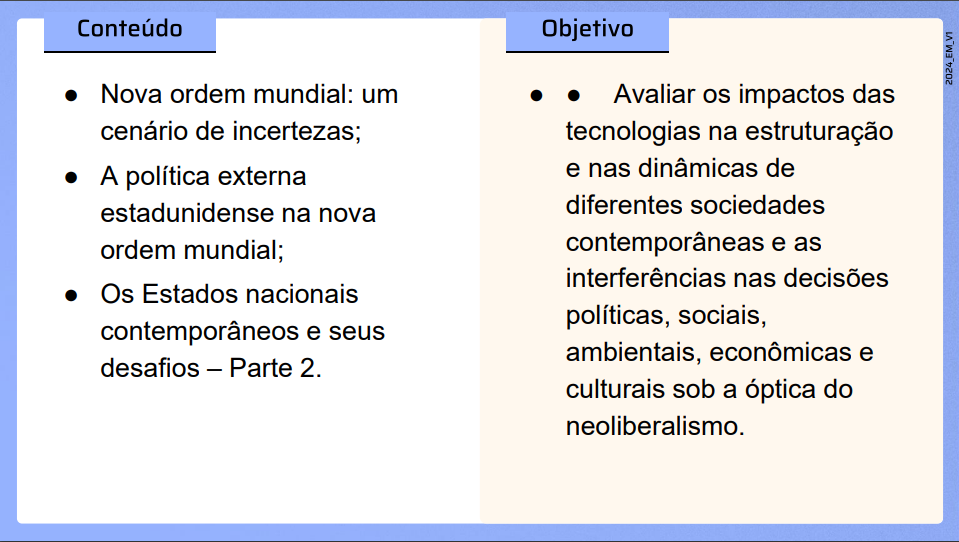 Conteúdo
● Nova ordem mundial: um
cenário de incertezas;
● A política externa
estadunidense na nova
ordem mundial;
● Os Estados nacionais
contemporâneos e seus
desafios – Parte 2.
Objetivo
● ● Avaliar os impactos das
tecnologias na estruturação
e nas dinâmicas de
diferentes sociedades
contemporâneas e as
interferências nas decisões
políticas, sociais,
ambientais, econômicas e
culturais sob a óptica do
neoliberalismo.
2024_EM_V1